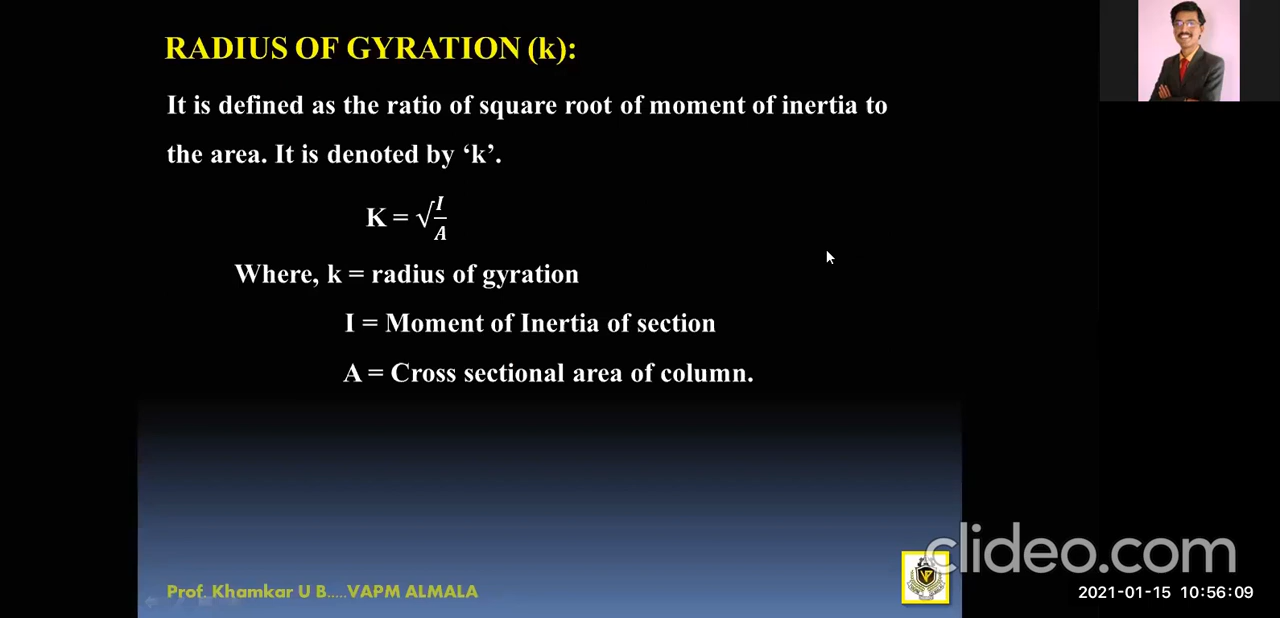 RADIUS OF GYRATION (k):
It is defined as the ratio of square root of moment of inertia to
the area. It is denoted by ‘k’.
K = √I/A
Where, k = radius of gyration
I = Moment of Inertia of section
A = Cross sectional area of column.
clideo.com
Prof. Khamkar U B.....VAPM ALMALA
2021-01-15 10:56:09